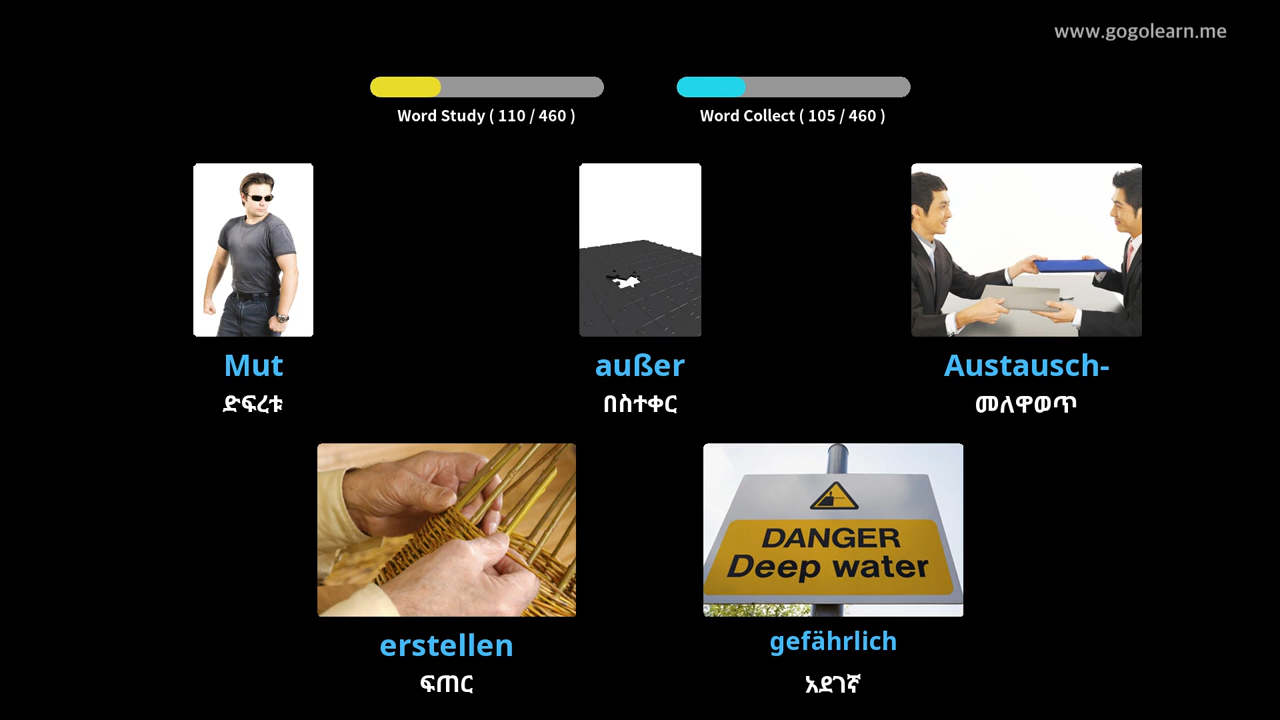 www.gogolearn.me
Word Study ( 110 / 460 )
Word Collect ( 105 / 460 )
Mut
ድፍረቱ
außer
በስተቀር
Austausch-
መለዋወጥ
DANGER
Deep water
erstellen
ፍጠር
gefährlich
አደገኛ